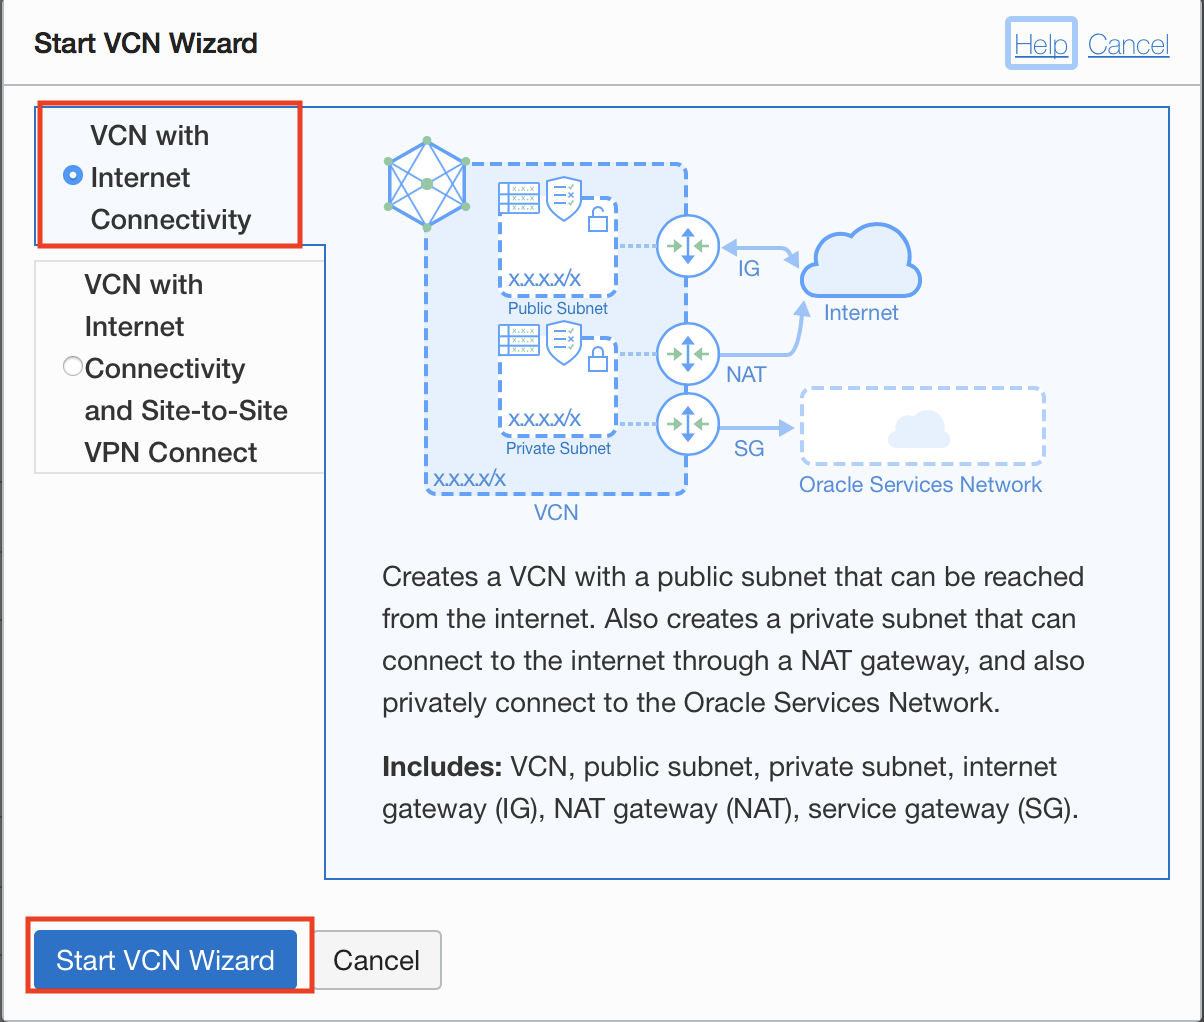 Start VCN Wizard
Help Cancel
VCN with
Internet
Connectivity
VCN with
Internet
Connectivity
and Site-to-Site
VPN Connect
x.x.x
x.x.x
x.x.x
x.x.x.x/x
Public Subnet
x.x.x
x.x.x
x.x.x
x.x.x.x/x
Private Subnet
x.x.x.x/x
VCN
IG
Internet
NAT
SG
Oracle Services Network
Creates a VCN with a public subnet that can be reached
from the internet. Also creates a private subnet that can
connect to the internet through a NAT gateway, and also
privately connect to the Oracle Services Network.
Includes: VCN, public subnet, private subnet, internet
gateway (IG), NAT gateway (NAT), service gateway (SG).
Start VCN Wizard
Cancel